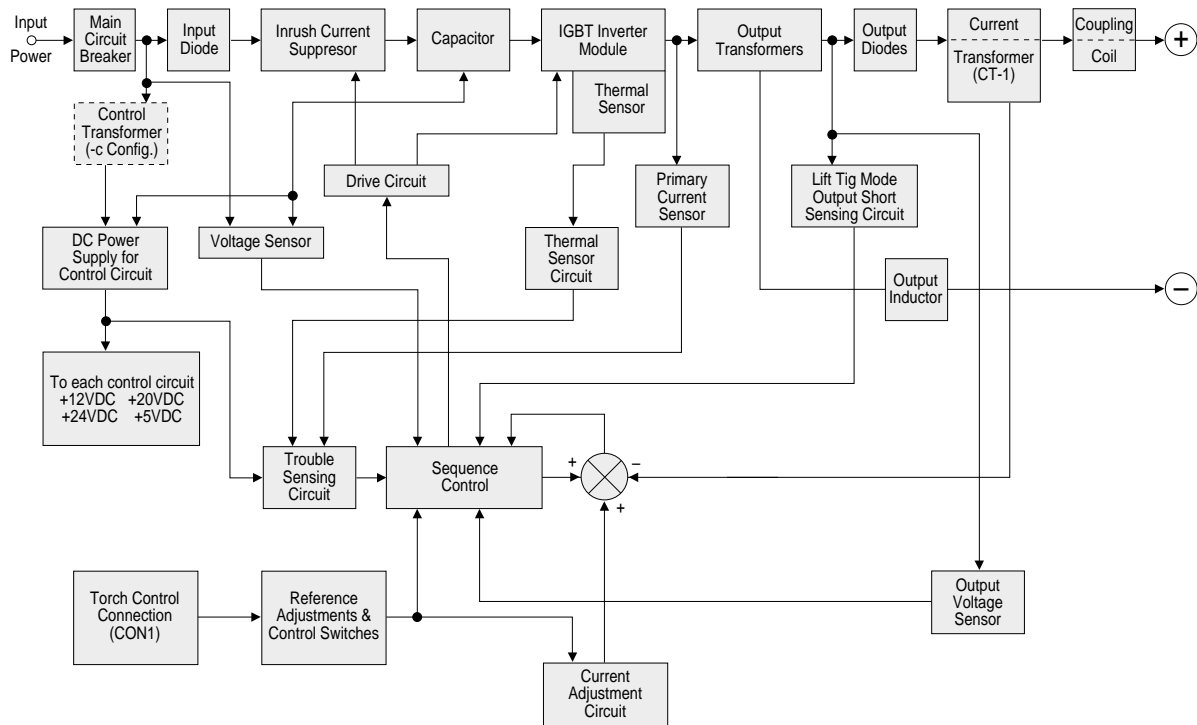 Input
Power
Main
Circuit
Breaker
Input
Diode
Inrush Current
Suppresor
Capacitor
IGBT Inverter
Module
Thermal
Sensor
Output
Transformers
Output
Diodes
Current
Transformer
(CT-1)
Coupling
Coil
+
Control
Transformer
(-c Config.)
Drive Circuit
Primary
Current
Sensor
Lift Tig Mode
Output Short
Sensing Circuit
DC Power
Supply for
Control Circuit
Voltage Sensor
Thermal
Sensor
Circuit
Output
Inductor
−
To each control circuit
+12VDC +20VDC
+24VDC +5VDC
Trouble
Sensing
Circuit
Sequence
Control
+
−
+
Torch Control
Connection
(CON1)
Reference
Adjustments &
Control Switches
Output
Voltage
Sensor
Current
Adjustment
Circuit